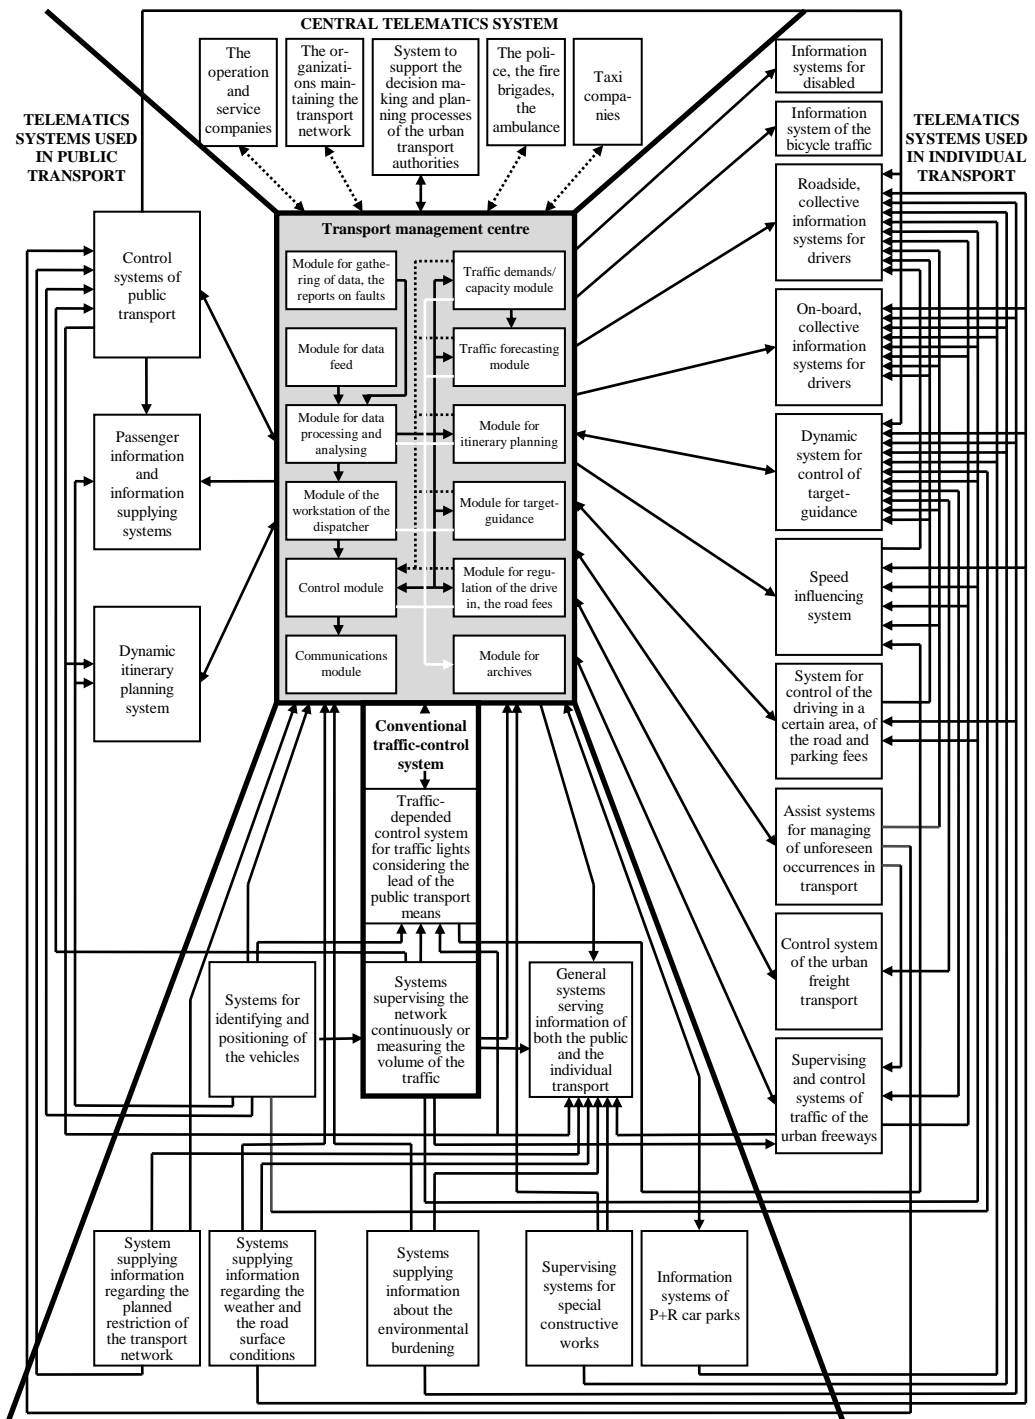 CENTRAL TELEMATICS SYSTEM
The
operation
and
service
companies
The or-
ganizati-
ons main-
taining the
transport
network
System to
support the
decision ma-
king and plan-
ning processes
of the urban
transport
authorities
The poli-
ce, the fire
brigades,
the
ambulance
Taxi
compa-
nies
TELEMATICS
SYSTEMS USED
IN PUBLIC
TRANSPORT
TELEMATICS
SYSTEMS USED
IN INDIVIDUAL
TRANSPORT
Control
systems of
public
transport
Passenger
information
and
information
supplying
systems
Dynamic
itinerary
planning
system
Transport management centre
Module for gathe-
ring of data, the
reports on faults
Module for data
feed
Module for data
processing and
analysing
Module of the
workstation of the
dispatcher
Control module
Communications
module
Traffic demands/
capacity module
Traffic forecasting
module
Module for
itinerary planning
Module for target-
guidance
Module for regu-
lation of the drive
in, the road fees
Module for
archives
Information
systems for
disabled
Information
system of the
bicycle traffic
Roadside,
collective
information
systems for
drivers
On-board,
collective
information
systems for
drivers
Dynamic
system for
control of
target-
guidance
Speed
influencing
system
System for
control of the
driving in a
certain area, of
the road and
parking fees
Assist systems
for managing
of unforeseen
occurrences in
transport
Control system
of the urban
freight
transport
Supervising
and control
systems of
traffic of the
urban freeways
Conventional
traffic-control
system
Traffic-
depended
control system
for traffic lights
considering the
lead of the
public transport
means
Systems for
identifying and
positioning of
the vehicles
Systems
supervising the
network
continuously or
measuring the
volume of the
traffic
General
systems
serving
information of
both the public
and the
individual
transport
System
supplying
information
regarding the
planned
restriction of
the transport
network
Systems
supplying
information
regarding the
weather and
the road
surface
conditions
Systems
supplying
information
about the
environmental
burdening
Supervising
systems for
special
constructive
works
Information
systems of
P+R car parks